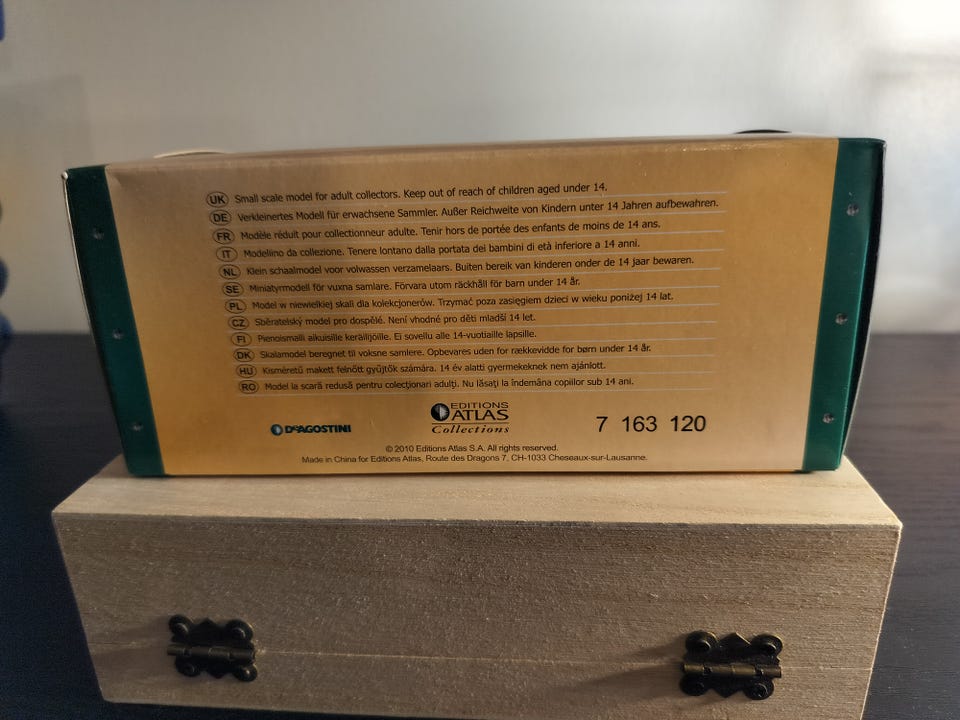 UK Small scale model for adult collectors. Keep out of reach of children aged under 14.
DE Verkleinertes Modell für erwachsene Sammler. Außer Reichweite von Kindern unter 14 Jahren aufbewahren.
FR Modèle réduit pour collectionneur adulte. Tenir hors de portée des enfants de moins de 14 ans.
IT Modellino da collezione. Tenere lontano dalla portata dei bambini di età inferiore a 14 anni.
NL Klein schaalmodel voor volwassen verzamelaars. Buiten bereik van kinderen onder de 14 jaar bewaren.
SE Miniatyrmodell för vuxna samlare. Förvara utom räckhåll för barn under 14 år.
PL Model w niewielkiej skali dla kolekcjonerów. Trzymać poza zasięgiem dzieci w wieku poniżej 14 lat.
CZ Sběratelský model pro dospělé. Není vhodné pro děti mladší 14 let.
FI Pienoismalli aikuisille keräilijöille. Ei sovellu alle 14-vuotiaille lapsille.
DK Skalamodel beregnet til voksne samlere. Opbevares uden for rækkevidde for børn under 14 år.
HU Kisméretű makett felnőtt gyűjtők számára. 14 év alatti gyermekeknek nem ajánlott.
RO Model la scară redusă pentru colecționari adulți. Nu lăsați la îndemâna copiilor sub 14 ani.
DeAGOSTINI
EDITIONS
ATLAS
Collections
7 163 120
© 2010 Editions Atlas S.A. All rights reserved.
Made in China for Editions Atlas, Route des Dragons 7, CH-1033 Cheseaux-sur-Lausanne.